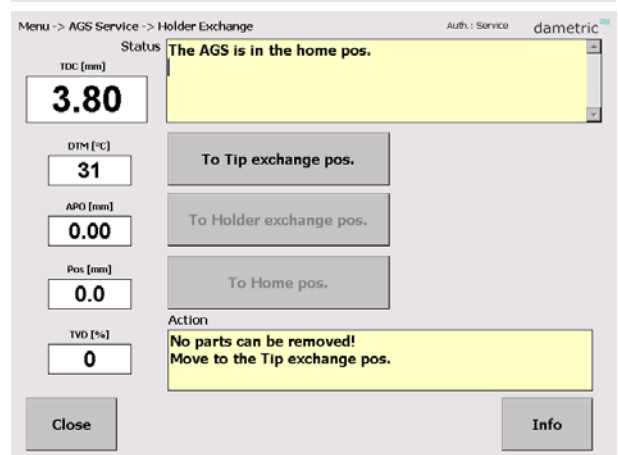 Menu -> AGS Service -> Holder Exchange
Auth.: Service
dametric
Status
The AGS is in the home pos.
TDC [mm]
3.80
DTM [°C]
31
To Tip exchange pos.
APO [mm]
0.00
To Holder exchange pos.
Pos [mm]
0.0
To Home pos.
Action
TVD [%]
0
No parts can be removed!
Move to the Tip exchange pos.
Close
Info